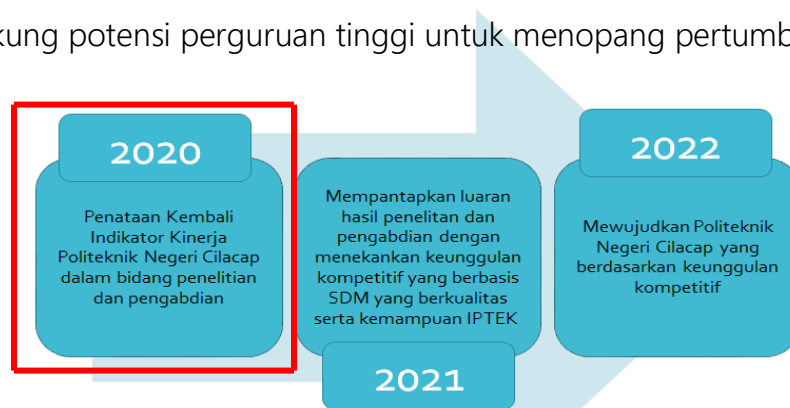 kung potensi perguruan tinggi untuk menopang pertumb
2020
Penataan Kembali
Indikator Kinerja
Politeknik Negeri Cilacap
dalam bidang penelitian
dan pengabdian
Mempantapkan luaran
hasil penelitan dan
pengabdian dengan
menekankan keunggulan
kompetitif yang berbasis
SDM yang berkualitas
serta kemampuan IPTEK
2021
2022
Mewujudkan Politeknik
Negeri Cilacap yang
berdasarkan keunggulan
kompetitif